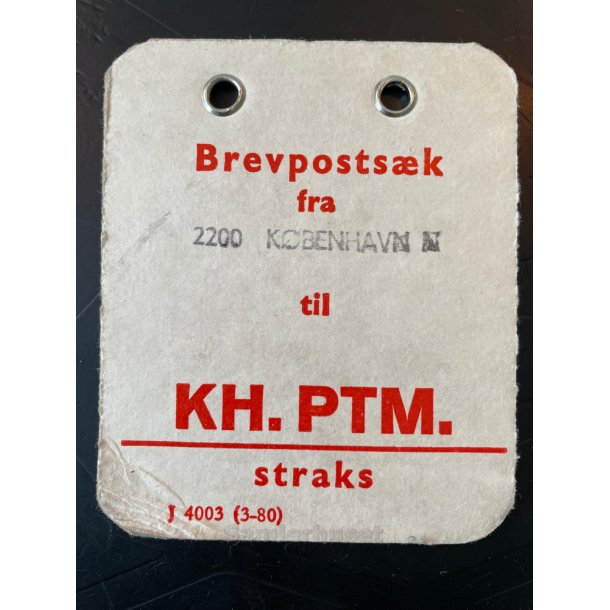 Brevpostsæk
fra
2200 KØBENHAVN N
til
KH. PTM.
straks
J 4003 (3-80)